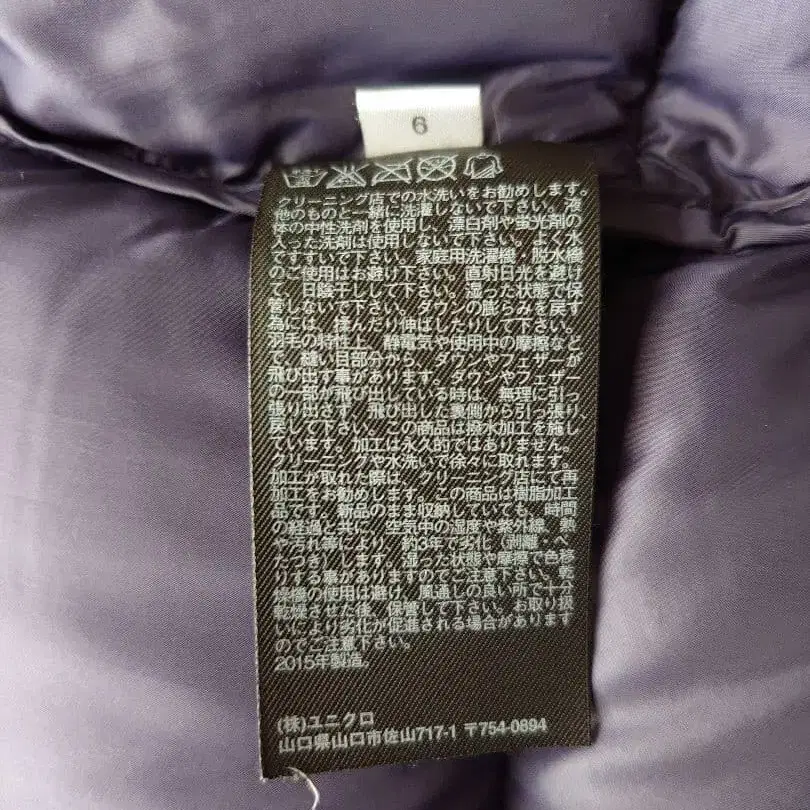 6
クリーニング店での水洗いをお勧めします。
他のものと一緒に洗濯しないで下さい。液
体の中性洗剤を使用し、漂白剤や蛍光剤の
入った洗剤は使用しないで下さい。よく水
ですすいで下さい。家庭用洗濯機・脱水機
のご使用はお避け下さい。直射日光を避け
て、日陰干しして下さい。湿った状態で保
管しないで下さい。ダウンの膨らみを戻す
為には、揉んだり伸ばしたりして下さい。
羽毛の特性上、静電気や使用中の摩擦など
で、縫い目部分から、ダウンやフェザーが
飛び出す事があります。ダウンやフェザー
の一部が飛び出している時は、無理に引っ
張り出さず、飛び出した裏側から引っ張り、
戻して下さい。この商品は撥水加工を施し
ています。加工は永久的ではありません。
クリーニングや水洗いで徐々に取れます。
加工が取れた際は、クリーニング店にて再
加工をお勧めします。この商品は樹脂加工
品です。新品のまま収納していても、時間
の経過と共に、空気中の湿度や紫外線、熱
や汚れ等により、約3年で劣化（剥離・べ
たつき）します。湿った状態や摩擦で色移
りする事がありますのでご注意下さい。乾
燥機の使用は避け、風通しの良い所で十分
乾燥させた後、保管して下さい。お取り扱
いにより劣化が促進される場合があります
のでご注意下さい。
2015年製造。
(株)ユニクロ
山口県山口市佐山717-1 〒754-0894